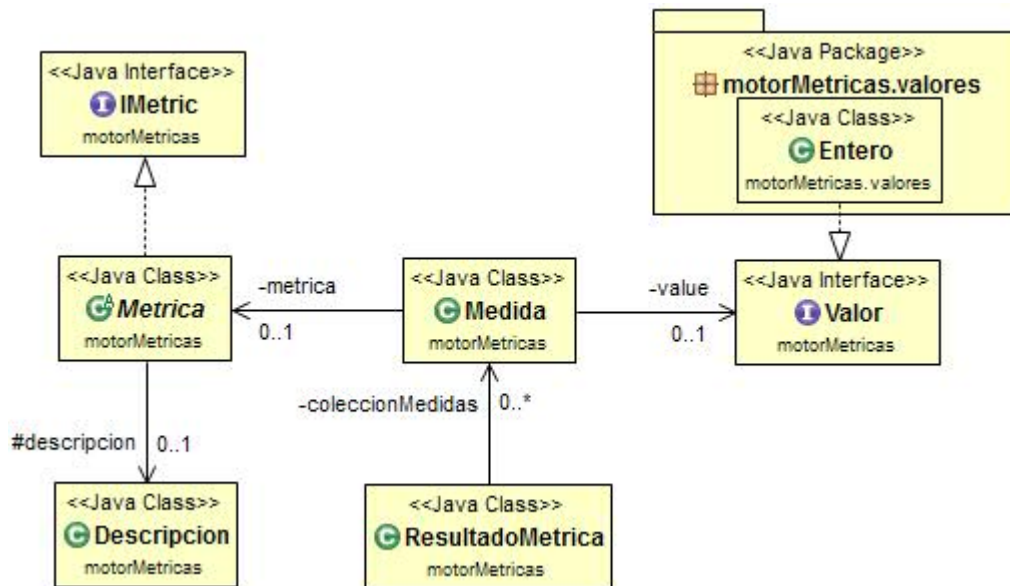 <<Java Interface>>
IMetric
motorMetricas
<<Java Package>>
motorMetricas.valores
<<Java Class>>
Entero
motorMetricas.valores
<<Java Class>>
Metrica
motorMetricas
-metrica
0..1
<<Java Class>>
Medida
motorMetricas
-value
0..1
<<Java Interface>>
Valor
motorMetricas
#descripcion
0..1
-coleccionMedidas
0..*
<<Java Class>>
Descripcion
motorMetricas
<<Java Class>>
ResultadoMetrica
motorMetricas